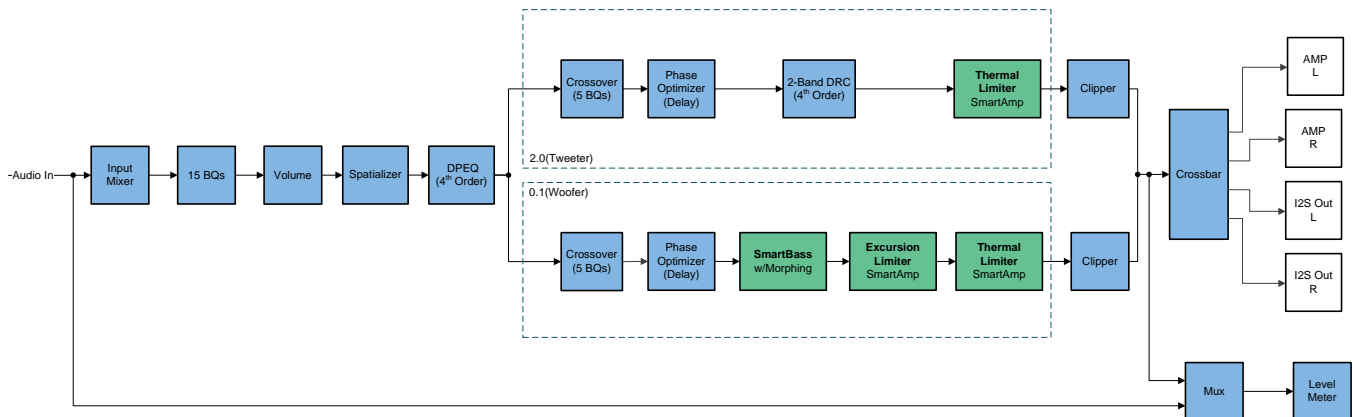 Audio In
Input
Mixer
15 BQs
Volume
Spatializer
DPEQ
(4th Order)
2.0(Tweeter)
Crossover
(5 BQs)
Phase
Optimizer
(Delay)
2-Band DRC
(4th Order)
Thermal
Limiter
SmartAmp
Clipper
0.1(Woofer)
Crossover
(5 BQs)
Phase
Optimizer
(Delay)
SmartBass
w/Morphing
Excursion
Limiter
SmartAmp
Thermal
Limiter
SmartAmp
Clipper
Crossbar
AMP
L
AMP
R
I2S Out
L
I2S Out
R
Mux
Level
Meter